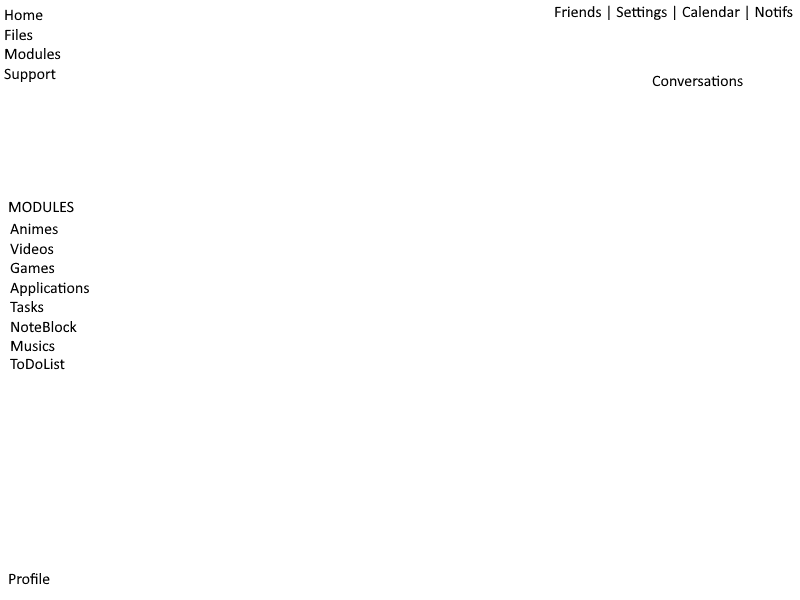 Home
Files
Modules
Support
Friends | Settings | Calendar | Notifs
Conversations
MODULES
Animes
Videos
Games
Applications
Tasks
NoteBlock
Musics
ToDoList
Profile